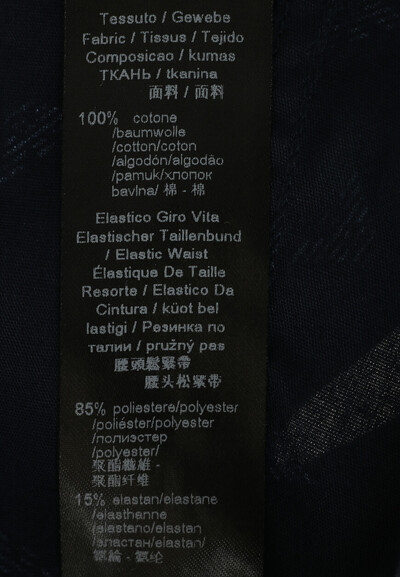 Tessuto / Gewebe
Fabric / Tissus / Tejido
Composicao / kumas
ТКАНЬ / tkanina
面料 / 面料
100% cotone
/baumwolle
/cotton/coton
/algodón/algodão
/pamuk/хлопок
bavlna/ 棉 - 棉
Elastico Giro Vita
Elastischer Taillenbund
/ Elastic Waist
Élastique De Taille
Resorte / Elastico Da
Cintura / küot bel
lastigi / Резинка по
талии / pružný pas
腰頭鬆緊帶
腰头松紧带
85% poliestere/polyester
/poliéster/polyester
/полиэстер
/polyester/
聚酯纖維 -
聚酯纤维
15% elastan/elastane
/elasthanne
/elastano/elastan
/эластан/elastan/
氨綸 - 氨纶